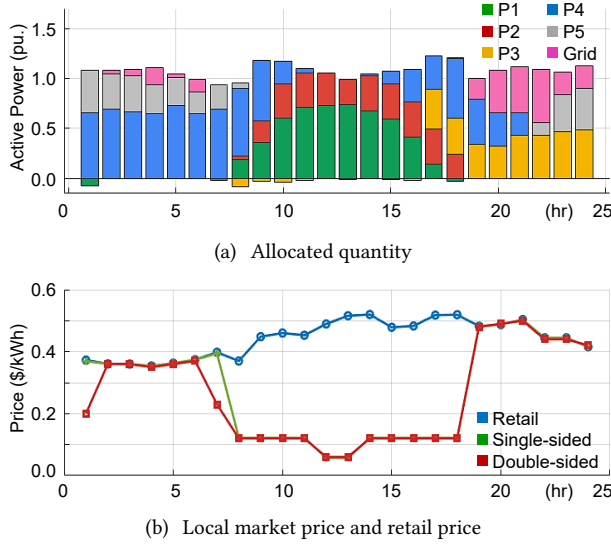 P1 P4
P2 P5
P3 Grid
Active Power (pu.)
1.5
1.0
0.5
0.0
0 5 10 15 20 (hr) 25
(a) Allocated quantity
Price ($/kWh)
0.6
0.4
0.2
0.0
Retail
Single-sided
Double-sided
0 5 10 15 20 (hr) 25
(b) Local market price and retail price